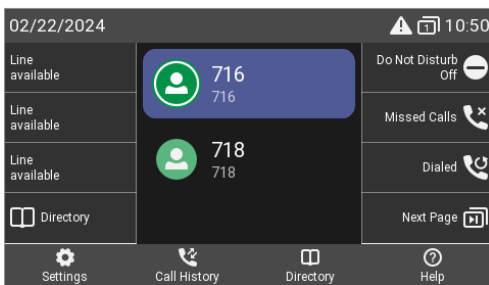 02/22/2024
1
10:50
Line
available
716
716
Do Not Disturb
Off
Line
available
Missed Calls
Line
available
718
718
Dialed
Directory
Next Page
Settings
Call History
Directory
Help